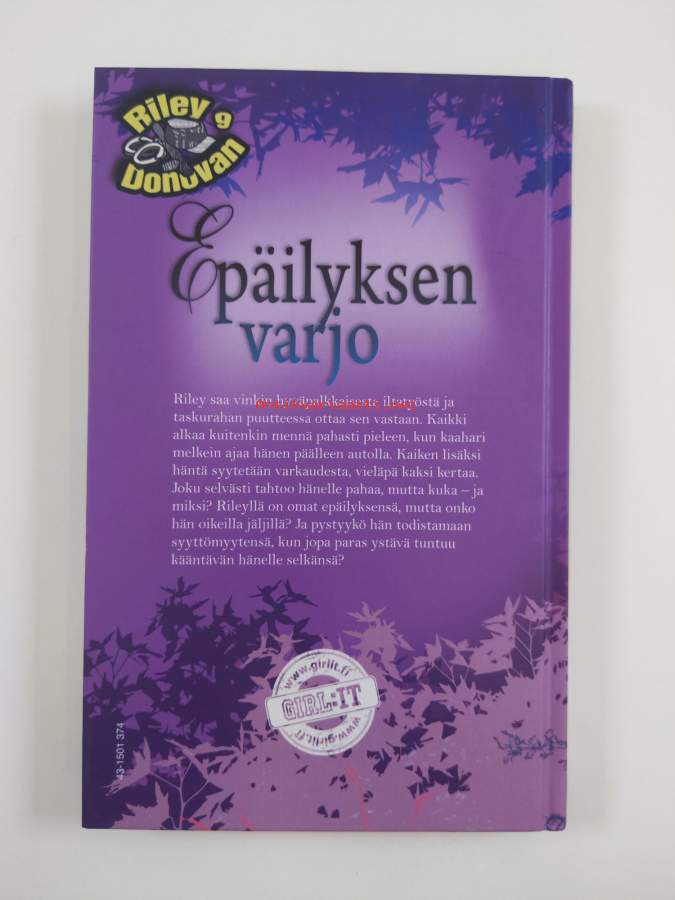 Riley 9
Donovan
Epäilyksen
varjo
Riley saa vinkin hyväpalkkaisesta iltatyöstä ja
taskurahan puutteessa ottaa sen vastaan. Kaikki
alkaa kuitenkin mennä pahasti pieleen, kun kaahari
melkein ajaa hänen päälleen autolla. Kaiken lisäksi
häntä syytetään varkaudesta, vieläpä kaksi kertaa.
Joku selvästi tahtoo hänelle pahaa, mutta kuka – ja
miksi? Rileyllä on omat epäilyksensä, mutta onko
hän oikeilla jäljillä? Ja pystyykö hän todistamaan
syyttömyytensä, kun jopa paras ystävä tuntuu
kääntävän hänelle selkänsä?
www.girlit.fi
GIRL:IT
www.girlit.fi
43-1501 374